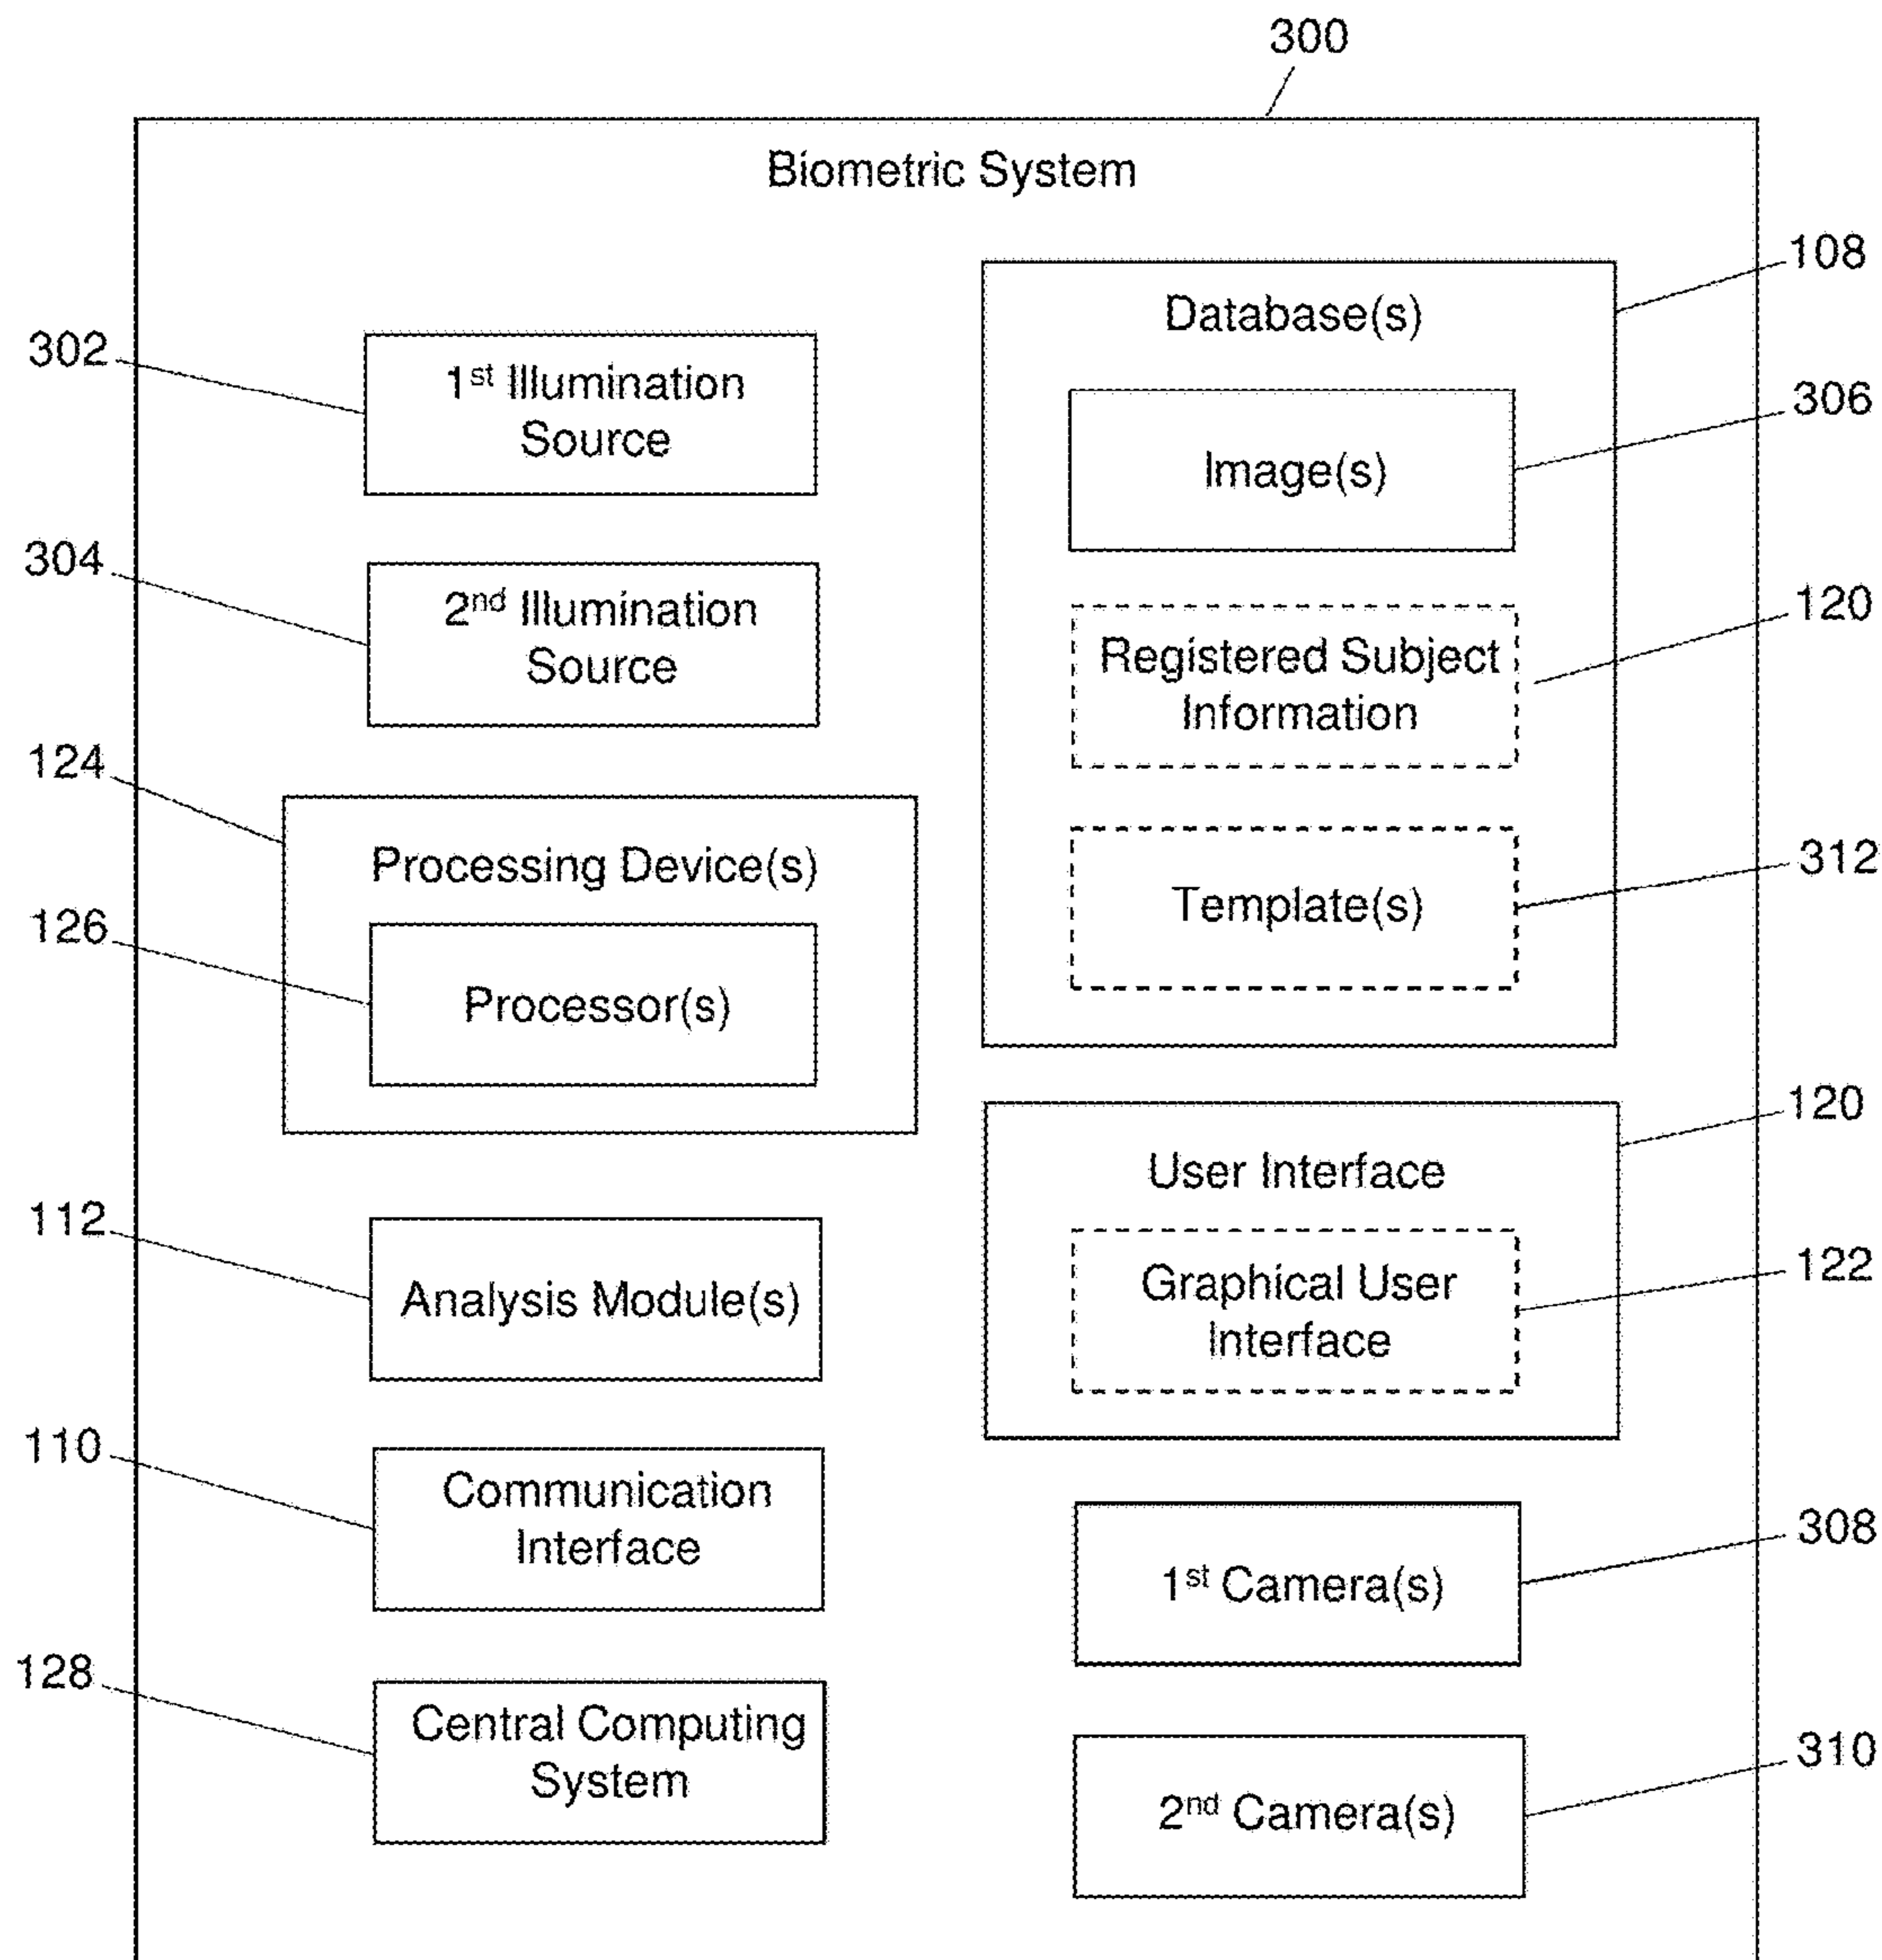 300
Biometric System
108
Database(s)
302
1st Illumination
Source
306
Image(s)
304
2nd Illumination
Source
120
Registered Subject
Information
124
Processing Device(s)
312
Template(s)
126
Processor(s)
120
User Interface
112
Analysis Module(s)
122
Graphical User
Interface
110
Communication
Interface
308
1st Camera(s)
128
Central Computing
System
310
2nd Camera(s)